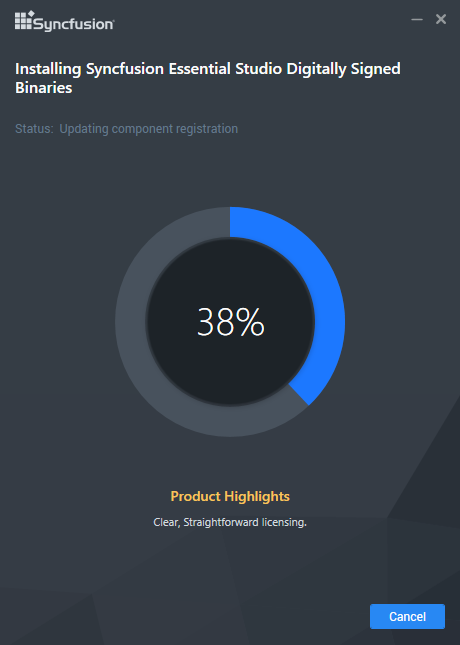 Syncfusion
Installing Syncfusion Essential Studio Digitally Signed
Binaries
Status: Updating component registration
38%
Product Highlights
Clear, Straightforward licensing.
Cancel